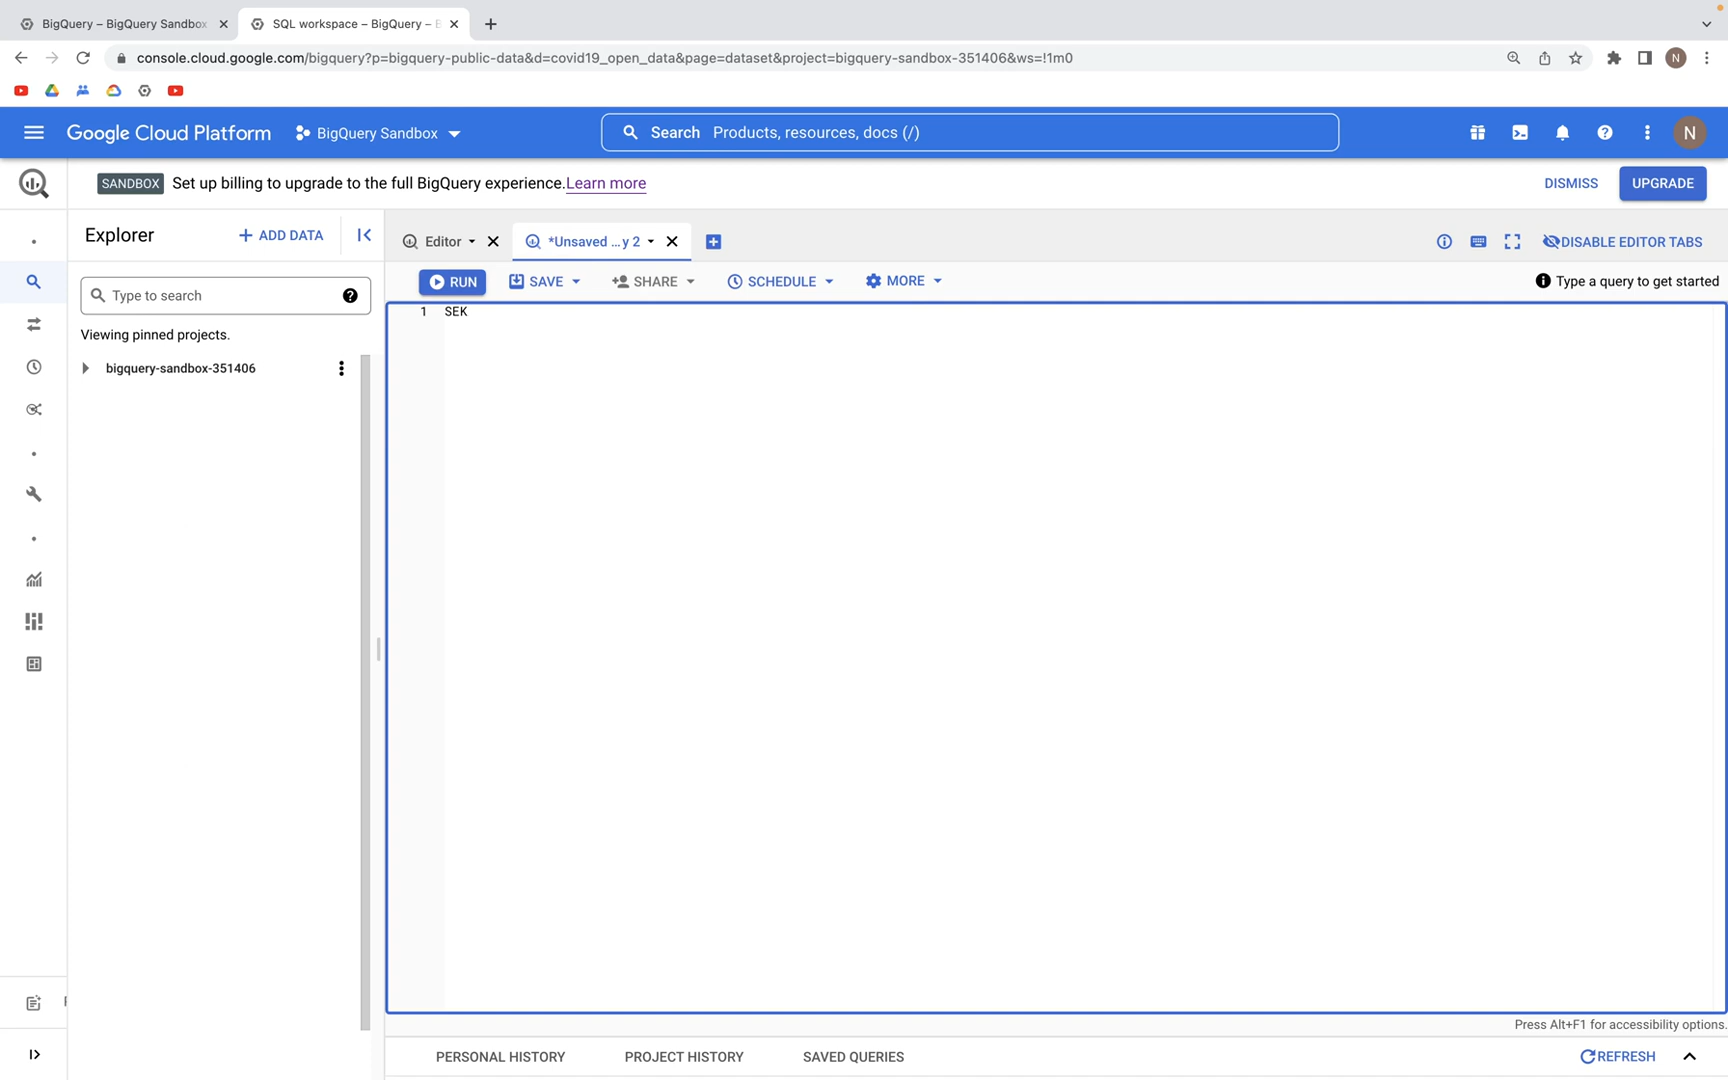 BigQuery – BigQuery Sandbox
SQL workspace – BigQuery –
console.cloud.google.com/bigquery?p=bigquery-public-data&d=covid19_open_data&page=dataset&project=bigquery-sandbox-351406&ws=!1m0
N
Google Cloud Platform
BigQuery Sandbox
Search Products, resources, docs (/)
N
SANDBOX Set up billing to upgrade to the full BigQuery experience. Learn more
DISMISS
UPGRADE
Explorer
+ ADD DATA
Editor
*Unsaved ...y 2
DISABLE EDITOR TABS
Type to search
RUN
SAVE
SHARE
SCHEDULE
MORE
Type a query to get started
1 SEK
Viewing pinned projects.
bigquery-sandbox-351406
Press Alt+F1 for accessibility options.
PERSONAL HISTORY
PROJECT HISTORY
SAVED QUERIES
REFRESH